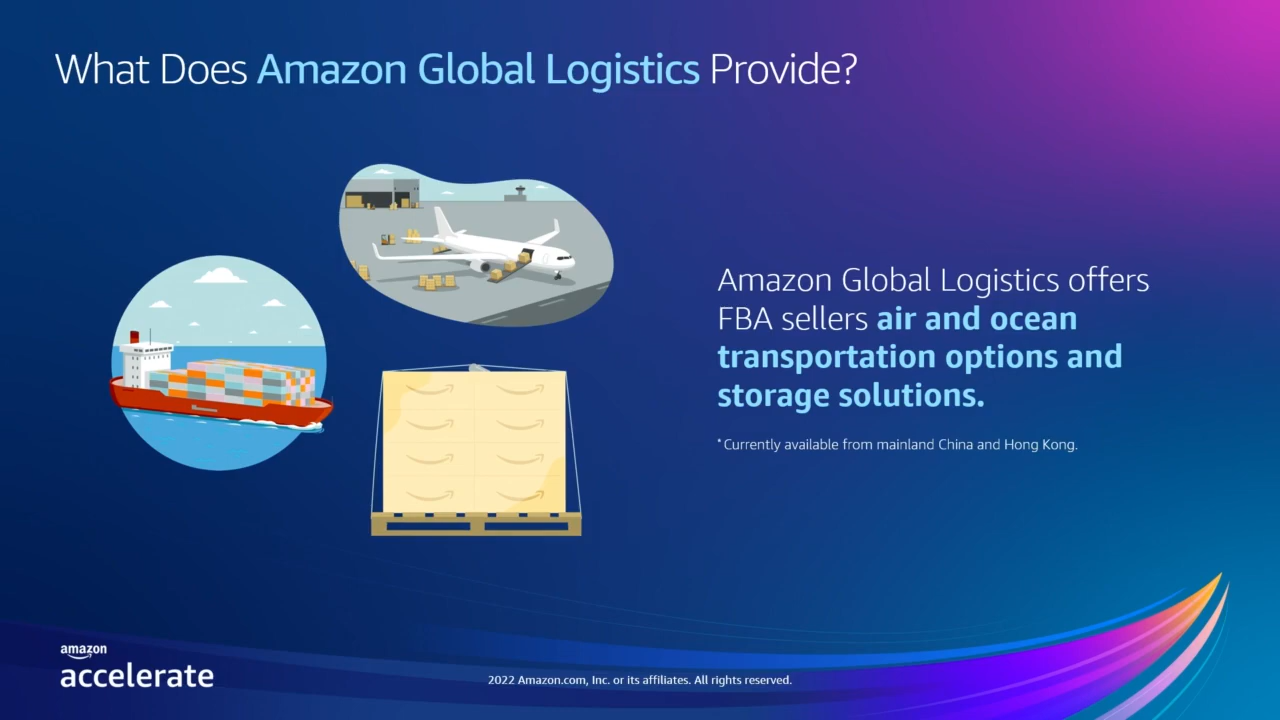 What Does Amazon Global Logistics Provide?
Amazon Global Logistics offers
FBA sellers air and ocean
transportation options and
storage solutions.
* Currently available from mainland China and Hong Kong.
amazon
accelerate
2022 Amazon.com, Inc. or its affiliates. All rights reserved.